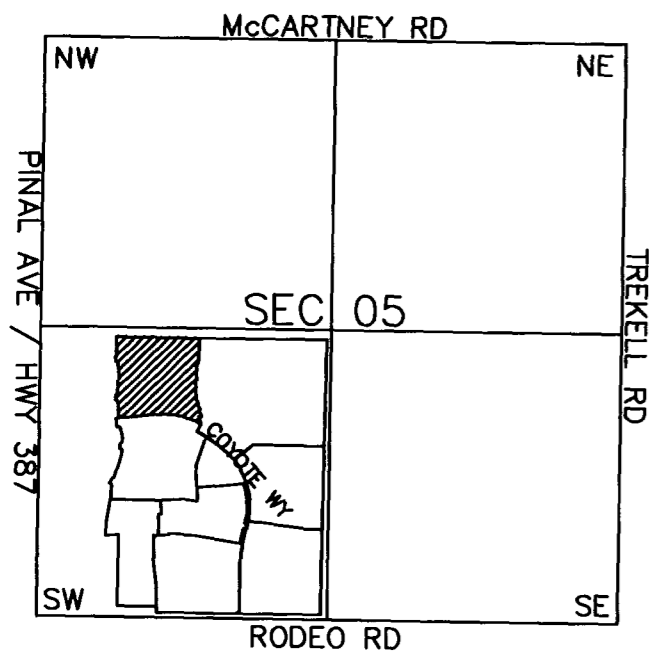 McCARTNEY RD
NW
NE
PINAL AVE / HWY 387
TREKELL RD
SEC 05
COYOTE WY
SW
SE
RODEO RD